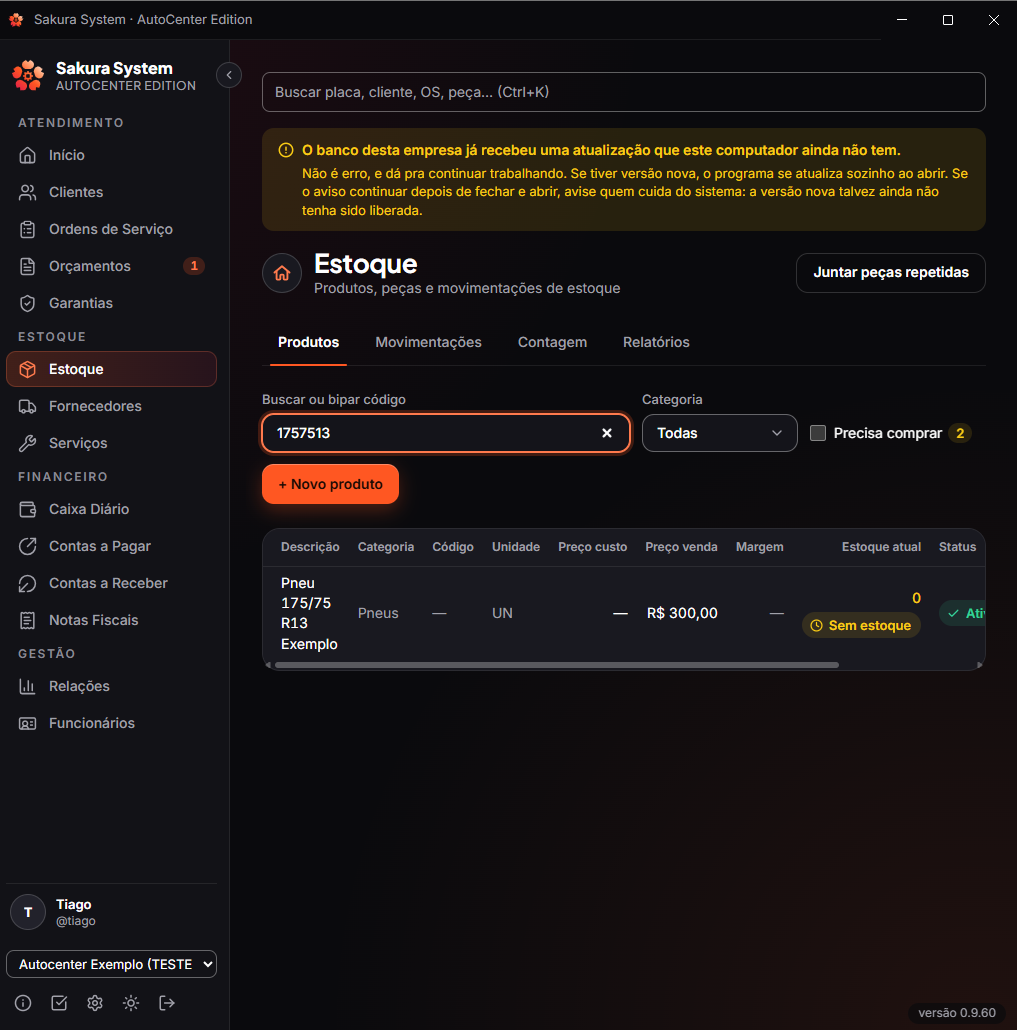 Sakura System · AutoCenter Edition
Sakura System
AUTOCENTER EDITION
ATENDIMENTO
Início
Clientes
Ordens de Serviço
Orçamentos 1
Garantias
ESTOQUE
Estoque
Fornecedores
Serviços
FINANCEIRO
Caixa Diário
Contas a Pagar
Contas a Receber
Notas Fiscais
GESTÃO
Relações
Funcionários
T
Tiago
@tiago
Autocenter Exemplo (TESTE
Buscar placa, cliente, OS, peça... (Ctrl+K)
O banco desta empresa já recebeu uma atualização que este computador ainda não tem.
Não é erro, e dá pra continuar trabalhando. Se tiver versão nova, o programa se atualiza sozinho ao abrir. Se
o aviso continuar depois de fechar e abrir, avise quem cuida do sistema: a versão nova talvez ainda não
tenha sido liberada.
Estoque
Produtos, peças e movimentações de estoque
Juntar peças repetidas
Produtos Movimentações Contagem Relatórios
Buscar ou bipar código Categoria
1757513 Todas Precisa comprar 2
+ Novo produto
Descrição Categoria Código Unidade Preço custo Preço venda Margem Estoque atual Status
Pneu
175/75
R13
Exemplo
Pneus — UN — R$ 300,00 — 0
Sem estoque
Ati
versão 0.9.60